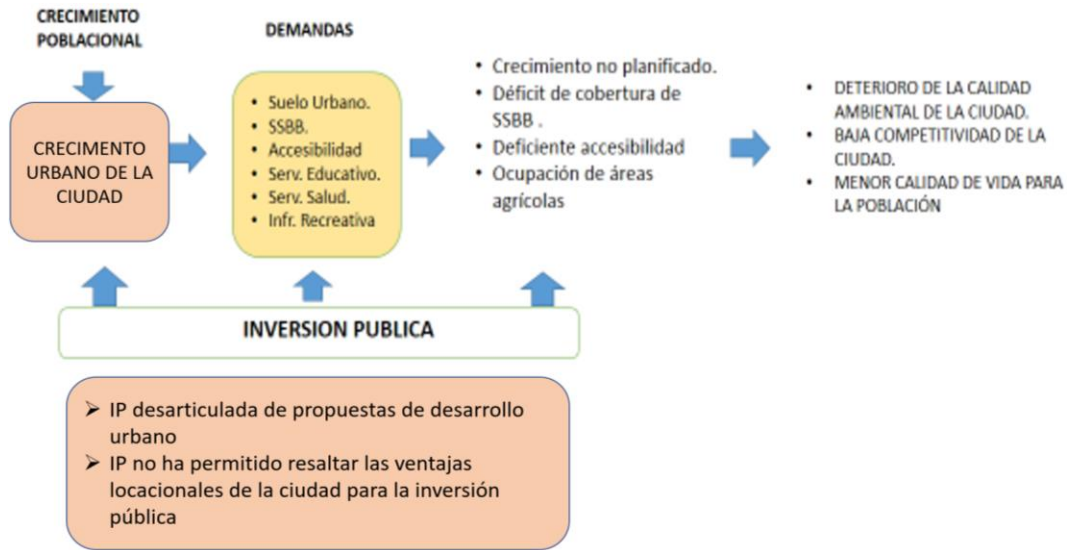 CRECIMIENTO
POBLACIONAL
CRECIMENTO
URBANO DE LA
CIUDAD
DEMANDAS
• Suelo Urbano.
• SSBB.
• Accesibilidad
• Serv. Educativo.
• Serv. Salud.
• Infr. Recreativa
• Crecimiento no planificado.
• Déficit de cobertura de
SSBB .
• Deficiente accesibilidad
• Ocupación de áreas
agrícolas
• DETERIORO DE LA CALIDAD
AMBIENTAL DE LA CIUDAD.
• BAJA COMPETITIVIDAD DE LA
CIUDAD.
• MENOR CALIDAD DE VIDA PARA
LA POBLACIÓN
INVERSION PUBLICA
➢ IP desarticulada de propuestas de desarrollo
urbano
➢ IP no ha permitido resaltar las ventajas
locacionales de la ciudad para la inversión
pública